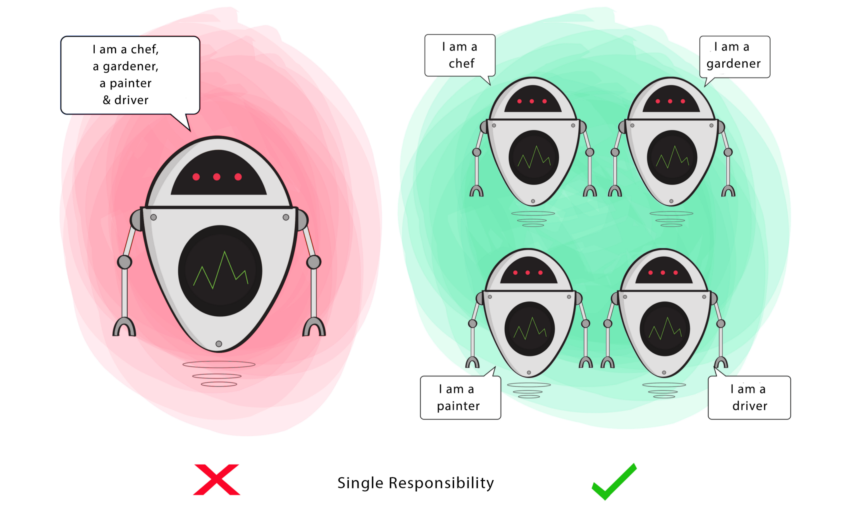 I am a chef,
a gardener,
a painter
& driver
I am a
chef
I am a
gardener
I am a
painter
I am a
driver
Single Responsibility